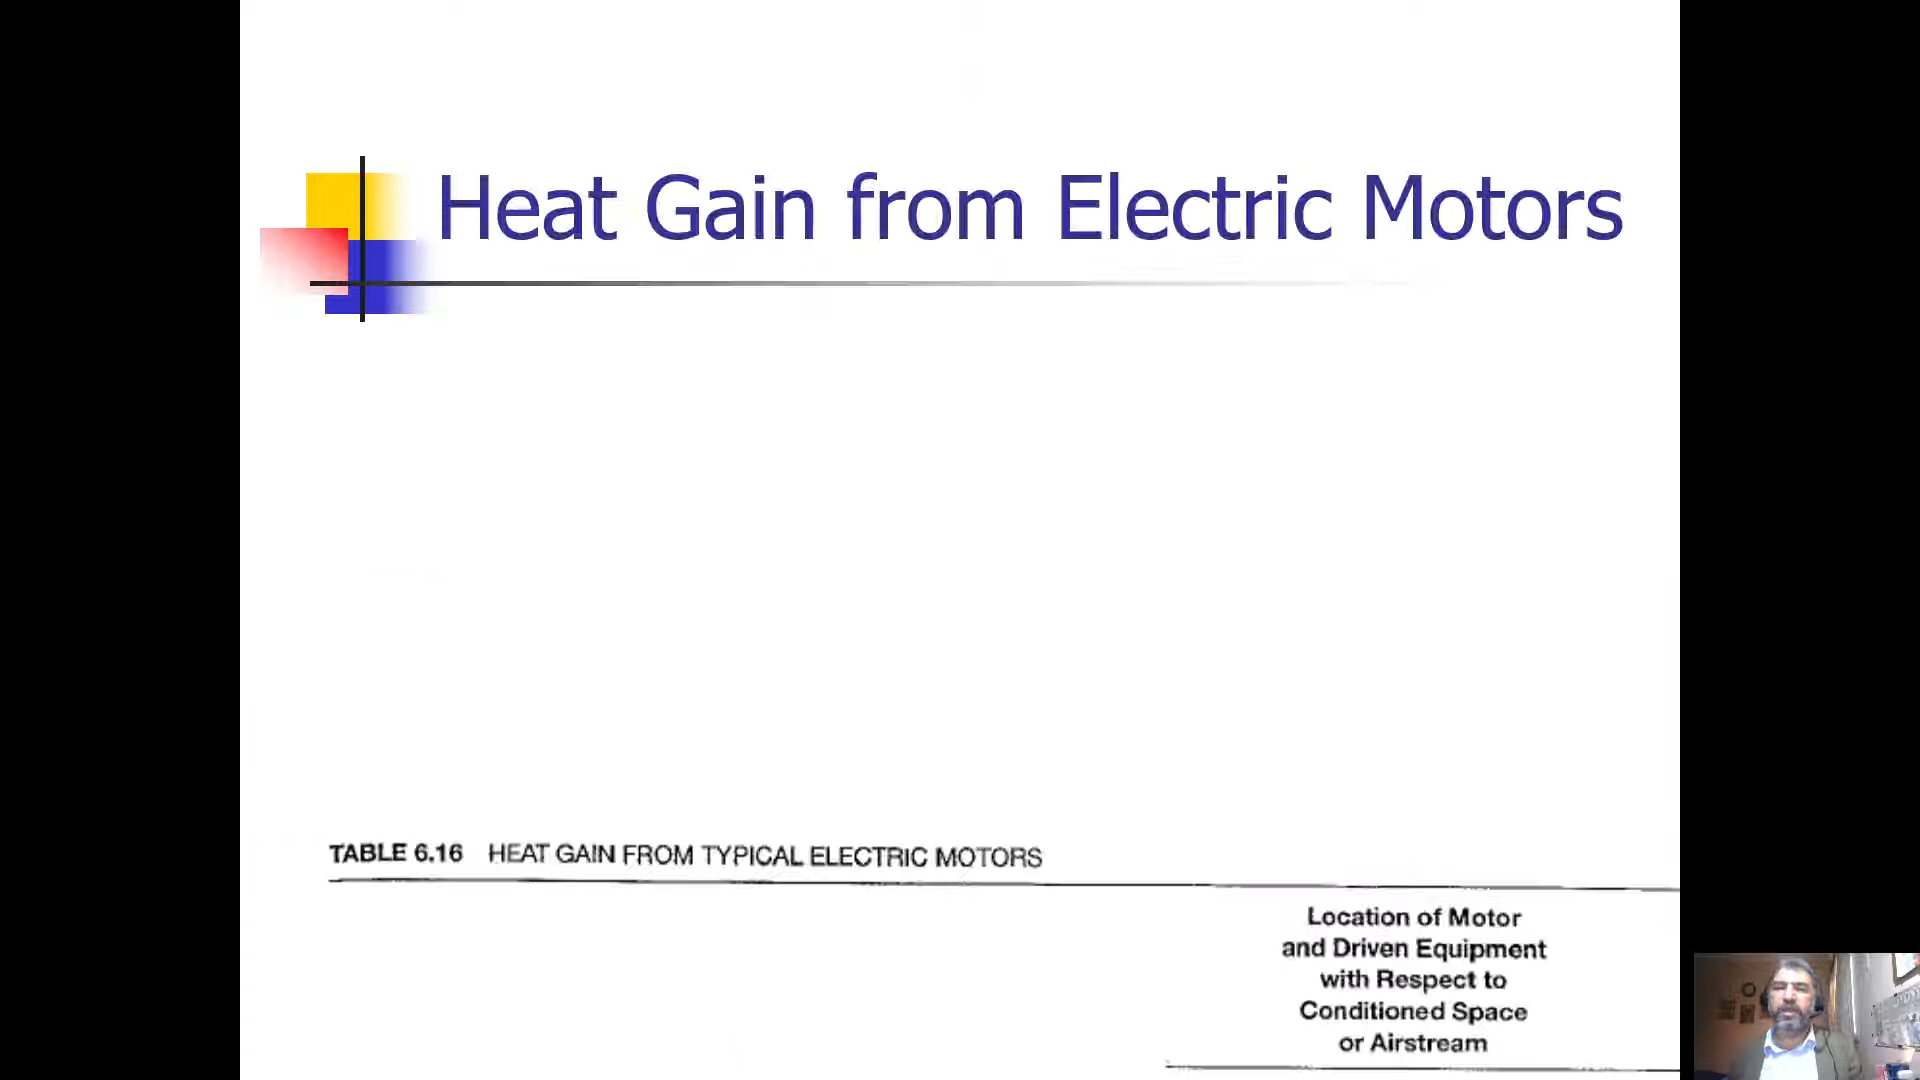 Heat Gain from Electric Motors
TABLE 6.16 HEAT GAIN FROM TYPICAL ELECTRIC MOTORS
Location of Motor
and Driven Equipment
with Respect to
Conditioned Space
or Airstream